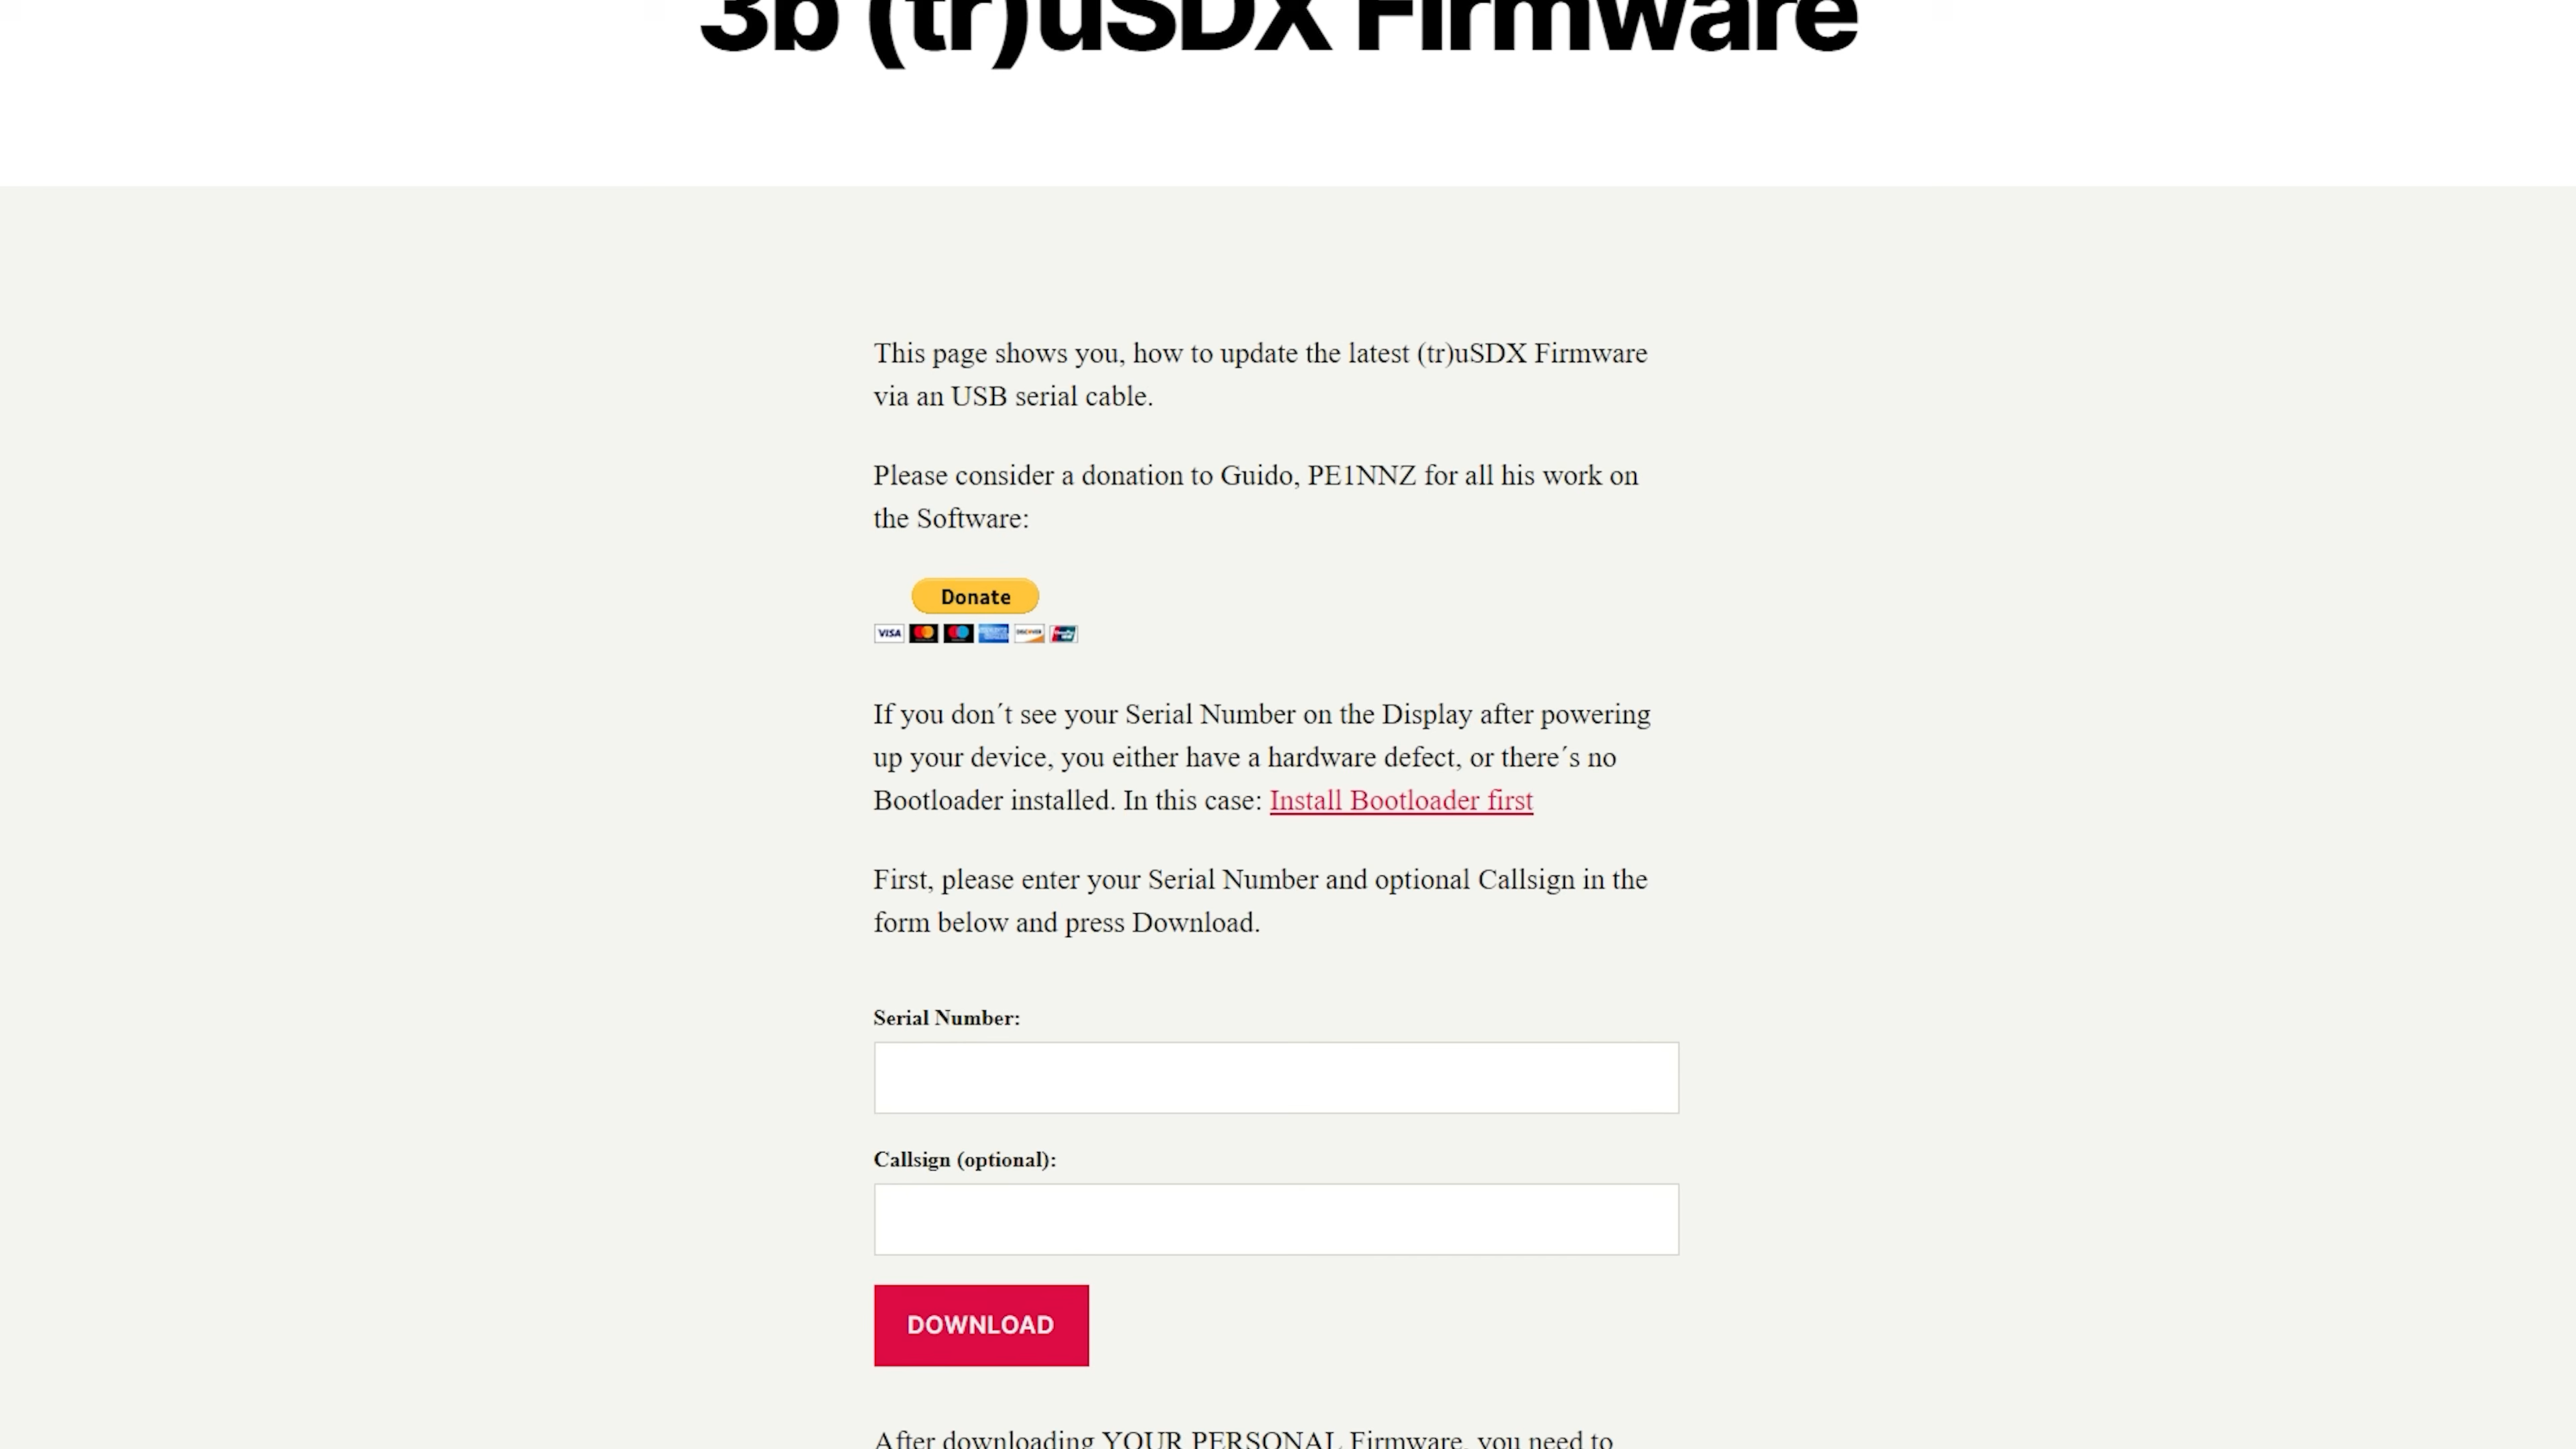 3b (tr)uSDX Firmware
This page shows you, how to update the latest (tr)uSDX Firmware
via an USB serial cable.
Please consider a donation to Guido, PE1NNZ for all his work on
the Software:
Donate
VISA
DISCOVER
If you don´t see your Serial Number on the Display after powering
up your device, you either have a hardware defect, or there´s no
Bootloader installed. In this case: Install Bootloader first
First, please enter your Serial Number and optional Callsign in the
form below and press Download.
Serial Number:
Callsign (optional):
DOWNLOAD
After downloading YOUR PERSONAL Firmware, you need to